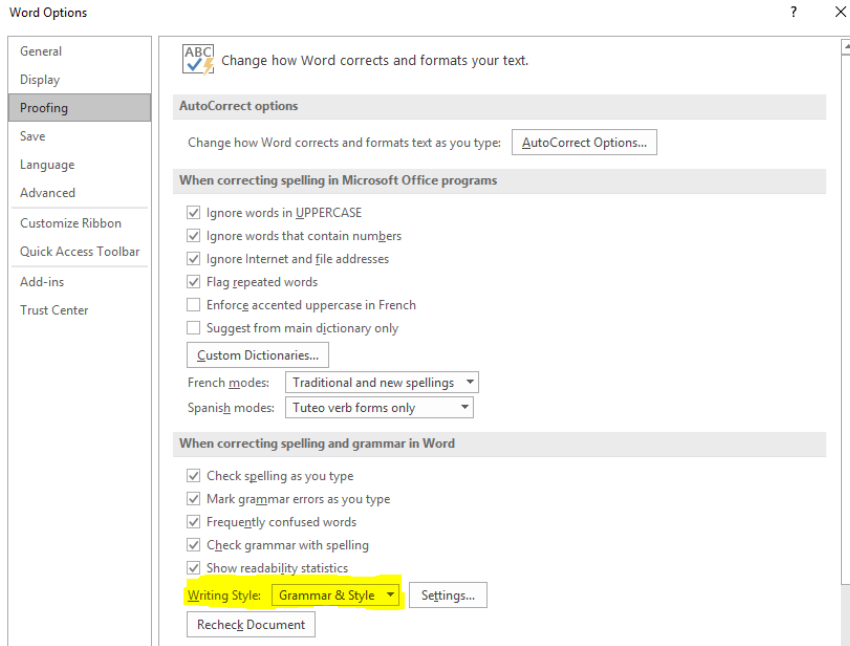 Word Options ? ×
General
Display
Proofing
Save
Language
Advanced
Customize Ribbon
Quick Access Toolbar
Add-ins
Trust Center
ABC Change how Word corrects and formats your text.
AutoCorrect options
Change how Word corrects and formats text as you type: AutoCorrect Options...
When correcting spelling in Microsoft Office programs
Ignore words in UPPERCASE
Ignore words that contain numbers
Ignore Internet and file addresses
Flag repeated words
Enforce accented uppercase in French
Suggest from main dictionary only
Custom Dictionaries...
French modes: Traditional and new spellings
Spanish modes: Tuteo verb forms only
When correcting spelling and grammar in Word
Check spelling as you type
Mark grammar errors as you type
Frequently confused words
Check grammar with spelling
Show readability statistics
Writing Style: Grammar & Style Settings...
Recheck Document